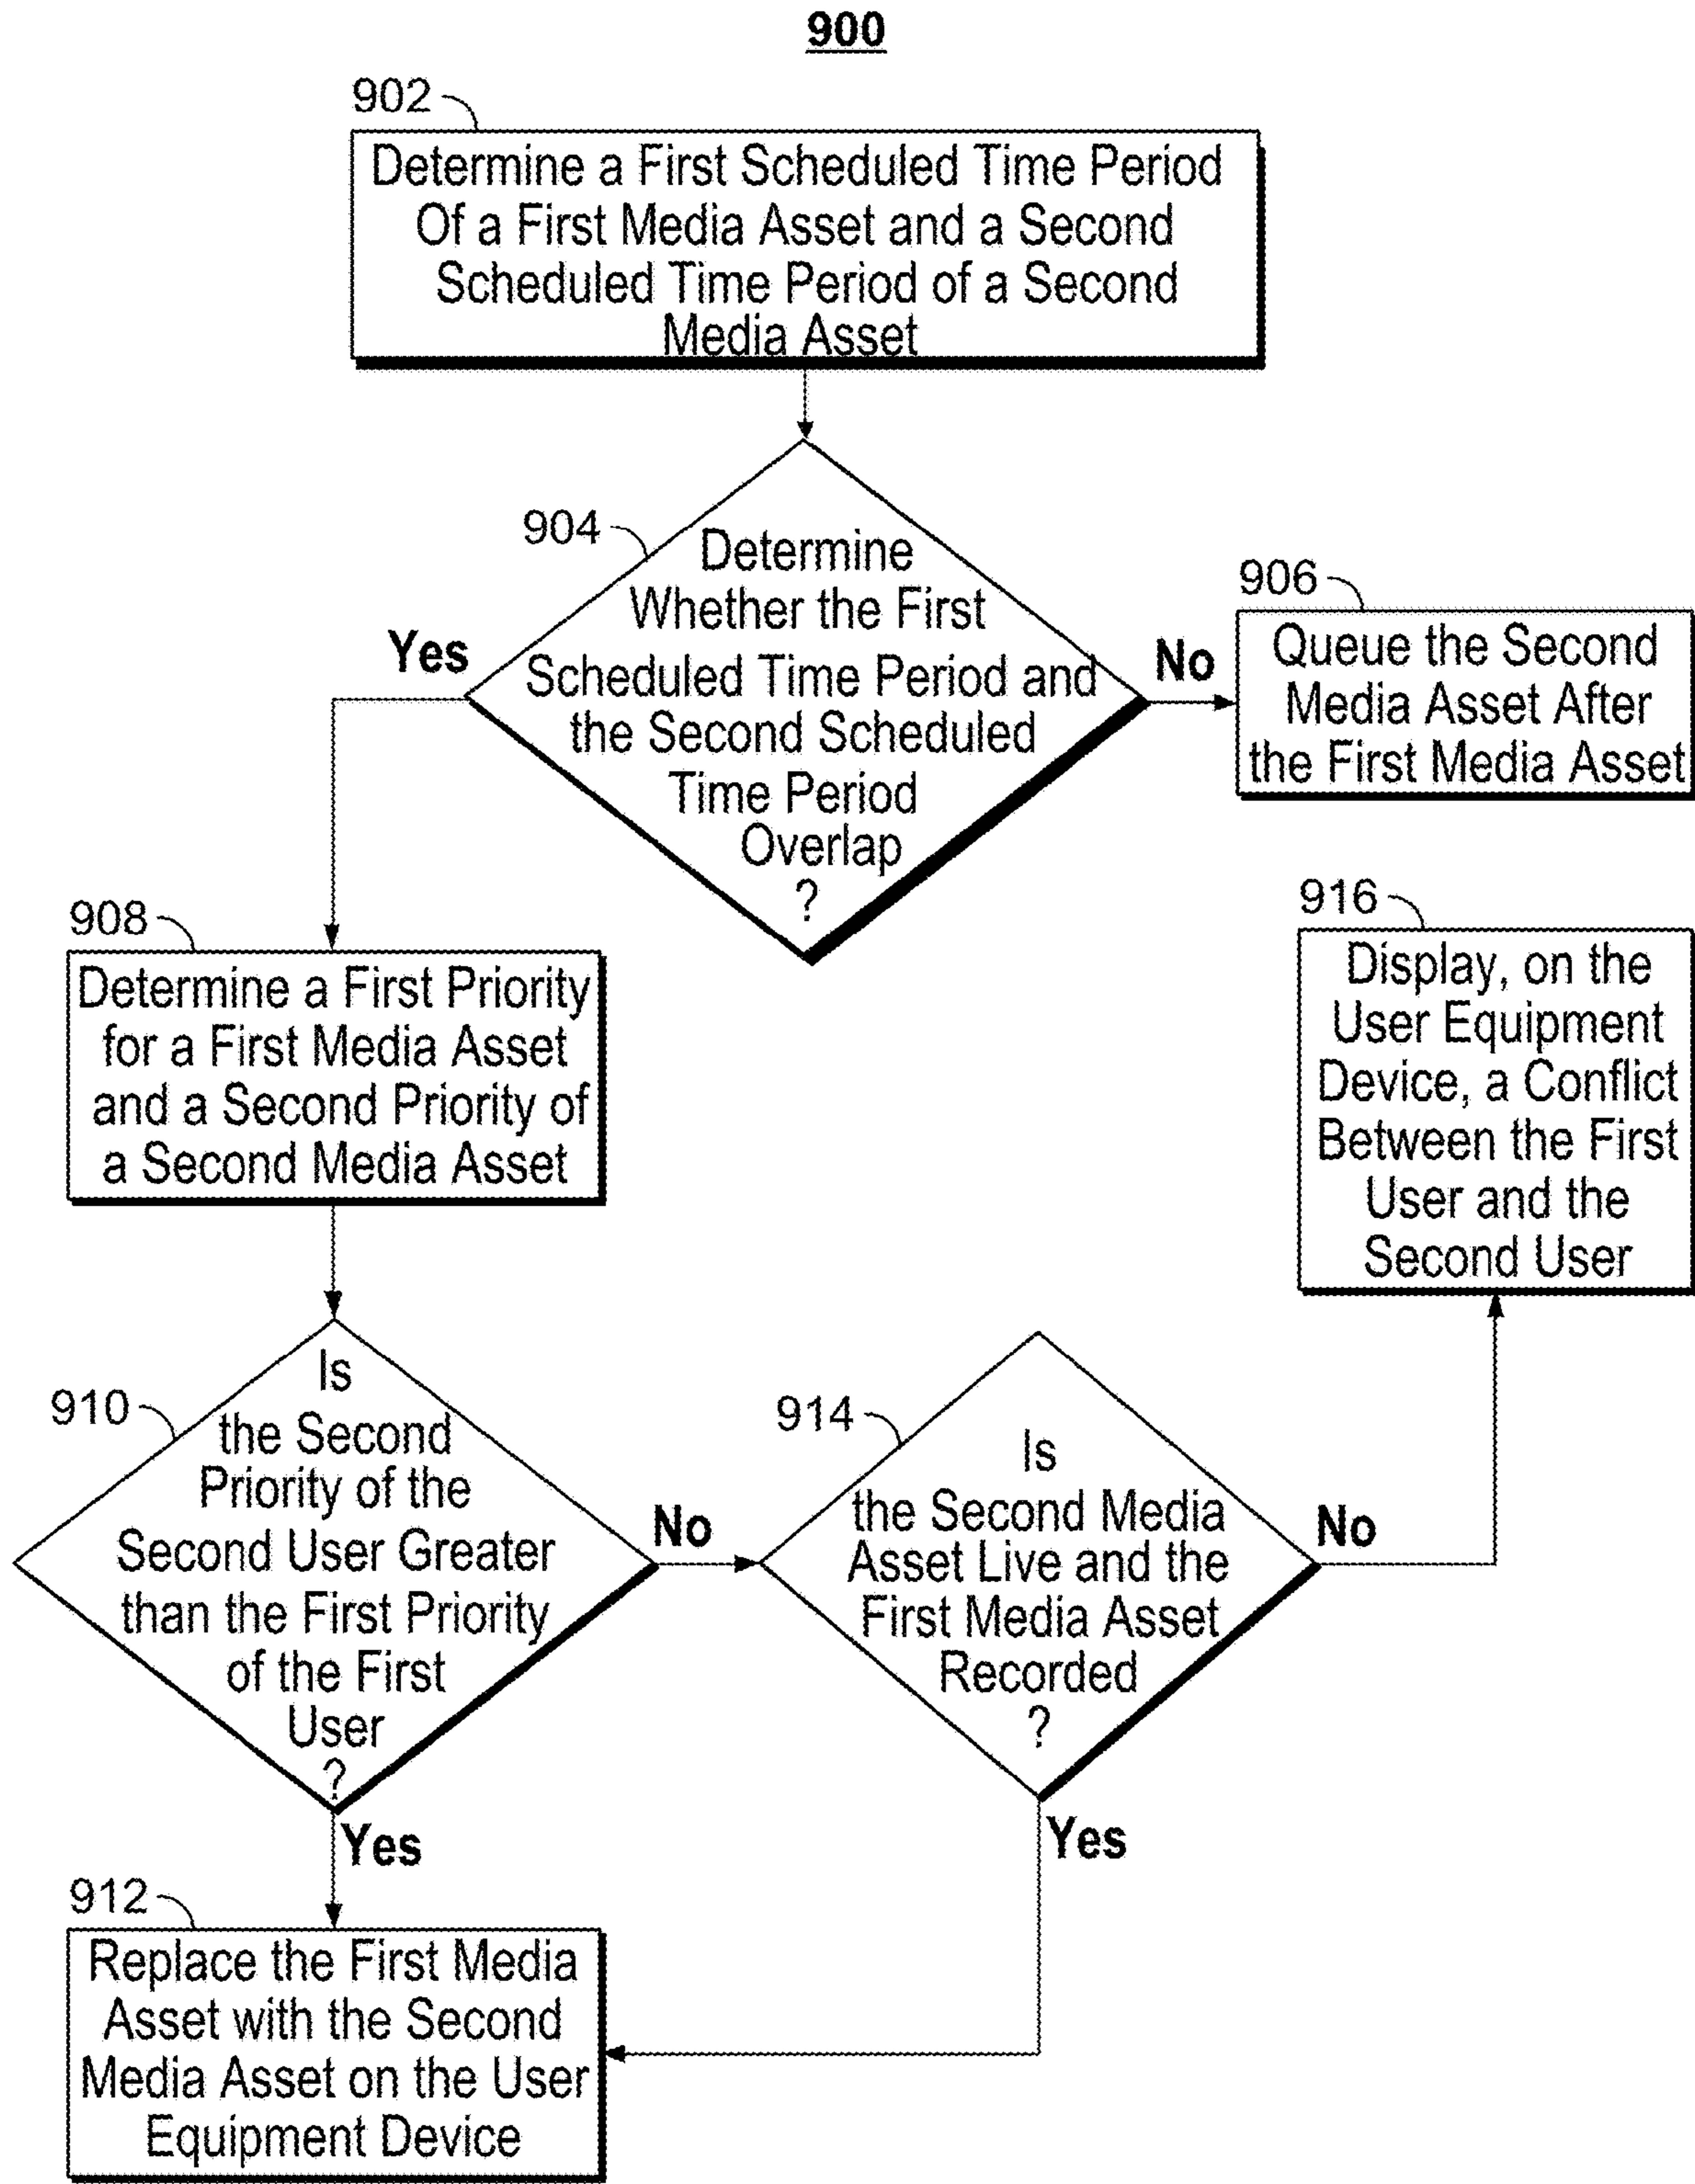 900
902
Determine a First Scheduled Time Period
Of a First Media Asset and a Second
Scheduled Time Period of a Second
Media Asset
904
Determine
Whether the First
Scheduled Time Period and
the Second Scheduled
Time Period
Overlap
?
Yes
No
906
Queue the Second
Media Asset After
the First Media Asset
908
Determine a First Priority
for a First Media Asset
and a Second Priority of
a Second Media Asset
910
Is
the Second
Priority of the
Second User Greater
than the First Priority
of the First
User
?
No
Yes
914
Is
the Second Media
Asset Live and the
First Media Asset
Recorded
?
No
Yes
916
Display, on the
User Equipment
Device, a Conflict
Between the First
User and the
Second User
912
Replace the First Media
Asset with the Second
Media Asset on the User
Equipment Device